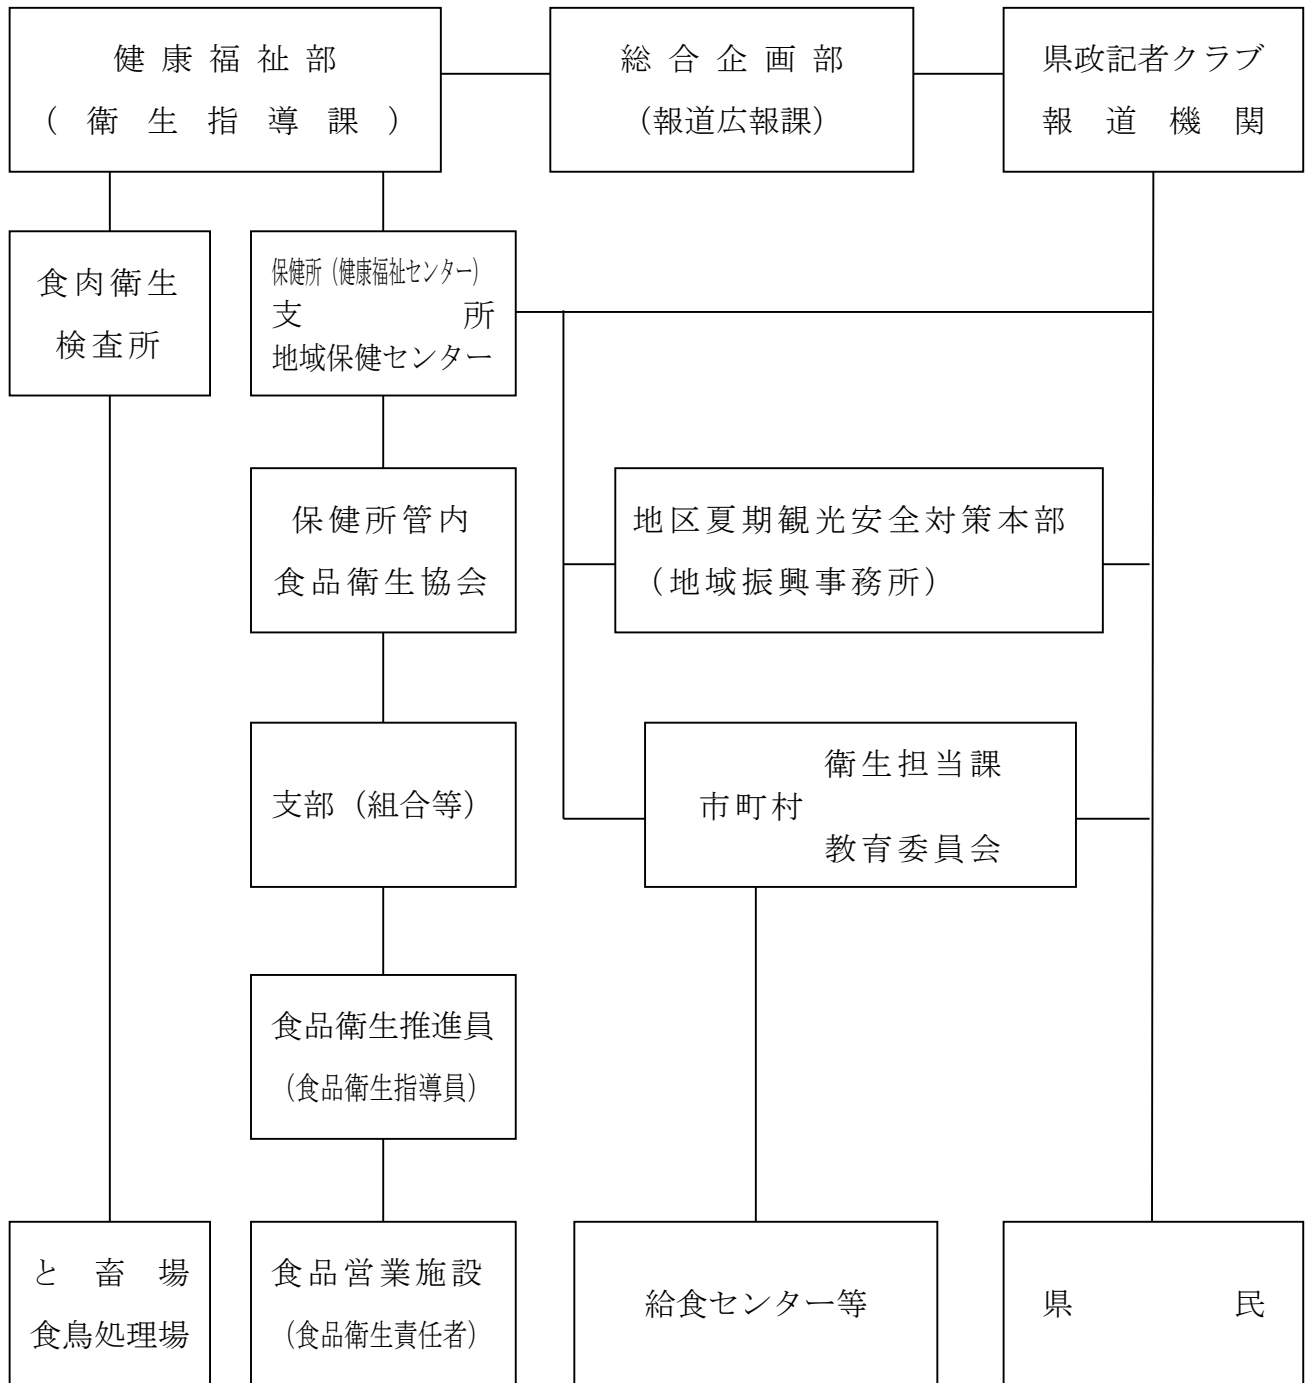 健康福祉部
（衛生指導課）
総合企画部
（報道広報課）
県政記者クラブ
報道機関
食肉衛生
検査所
保健所（健康福祉センター）
支所
地域保健センター
保健所管内
食品衛生協会
地区夏期観光安全対策本部
（地域振興事務所）
支部（組合等）
衛生担当課
市町村
教育委員会
食品衛生推進員
（食品衛生指導員）
と畜場
食鳥処理場
食品営業施設
（食品衛生責任者）
給食センター等
県民